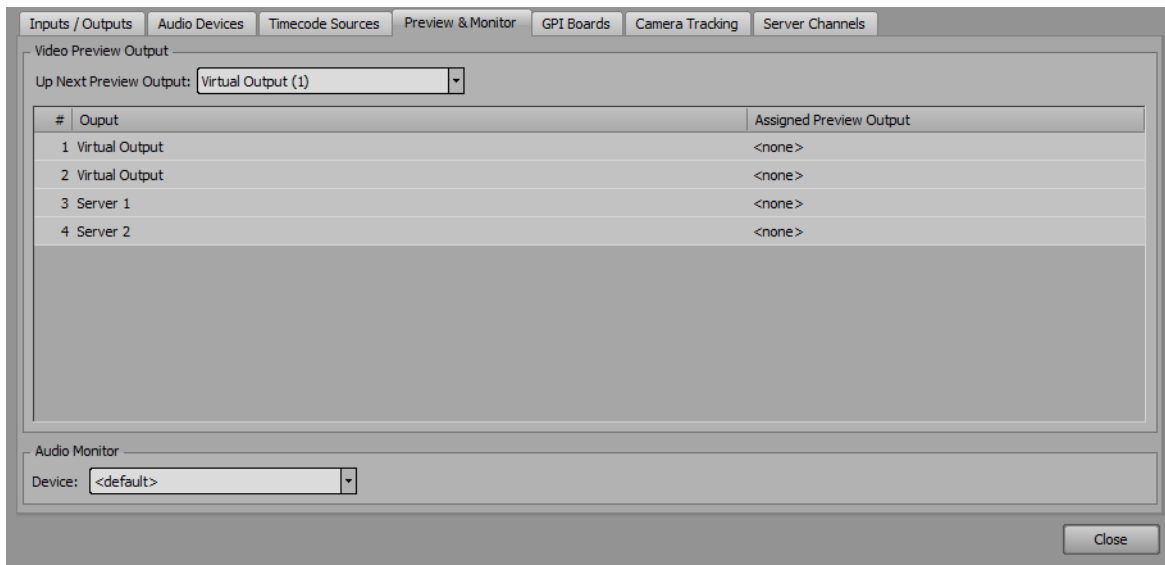 Inputs / Outputs Audio Devices Timecode Sources Preview & Monitor GPI Boards Camera Tracking Server Channels
Video Preview Output
Up Next Preview Output: Virtual Output (1)
# Ouput Assigned Preview Output
1 Virtual Output <none>
2 Virtual Output <none>
3 Server 1 <none>
4 Server 2 <none>
Audio Monitor
Device: <default>
Close